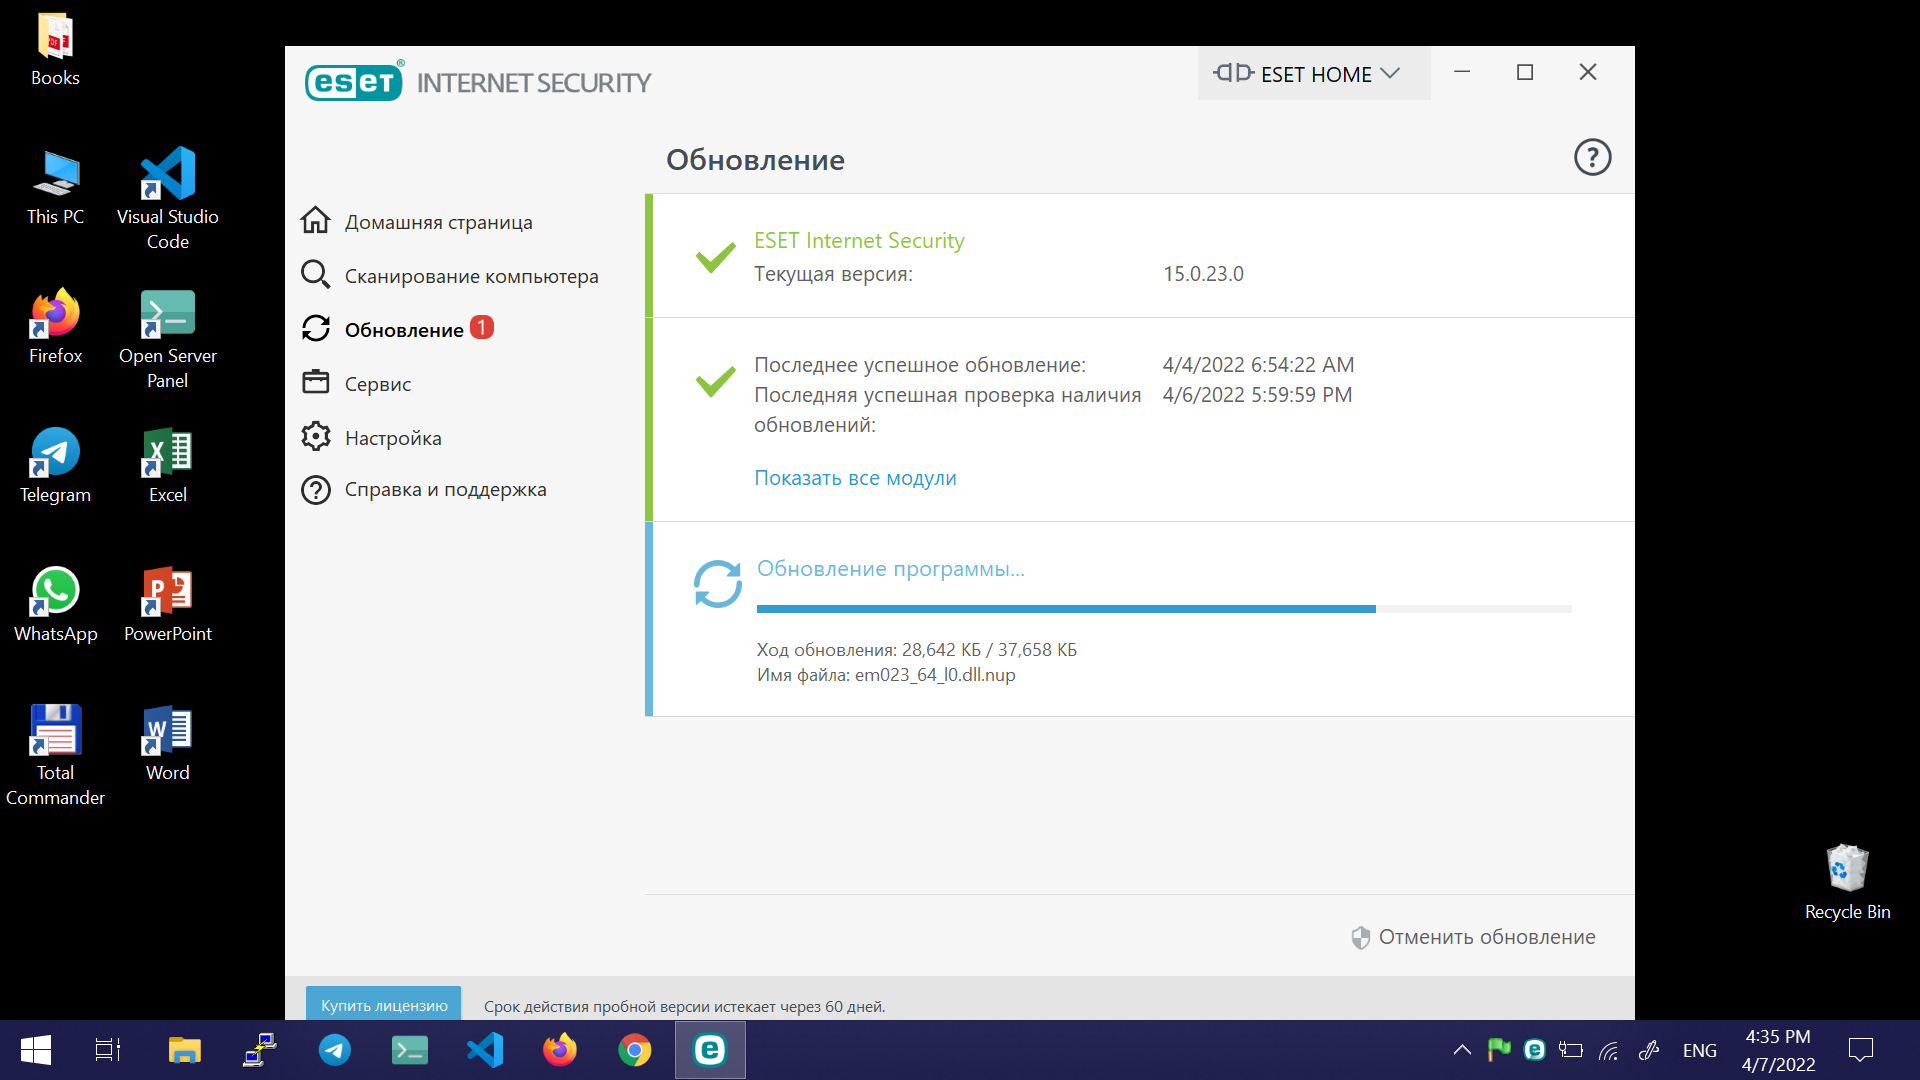 Books
This PC
Visual Studio
Code
Firefox
Open Server
Panel
Telegram
Excel
WhatsApp
PowerPoint
Total
Commander
Word
Recycle Bin
eseT® INTERNET SECURITY
ESET HOME
Обновление
?
Домашняя страница
Сканирование компьютера
Обновление 1
Сервис
Настройка
Справка и поддержка
ESET Internet Security
Текущая версия: 15.0.23.0
Последнее успешное обновление: 4/4/2022 6:54:22 AM
Последняя успешная проверка наличия 4/6/2022 5:59:59 PM
обновлений:
Показать все модули
Обновление программы...
Ход обновления: 28,642 КБ / 37,658 КБ
Имя файла: em023_64_l0.dll.nup
Отменить обновление
Купить лицензию Срок действия пробной версии истекает через 60 дней.
ENG
4:35 PM
4/7/2022